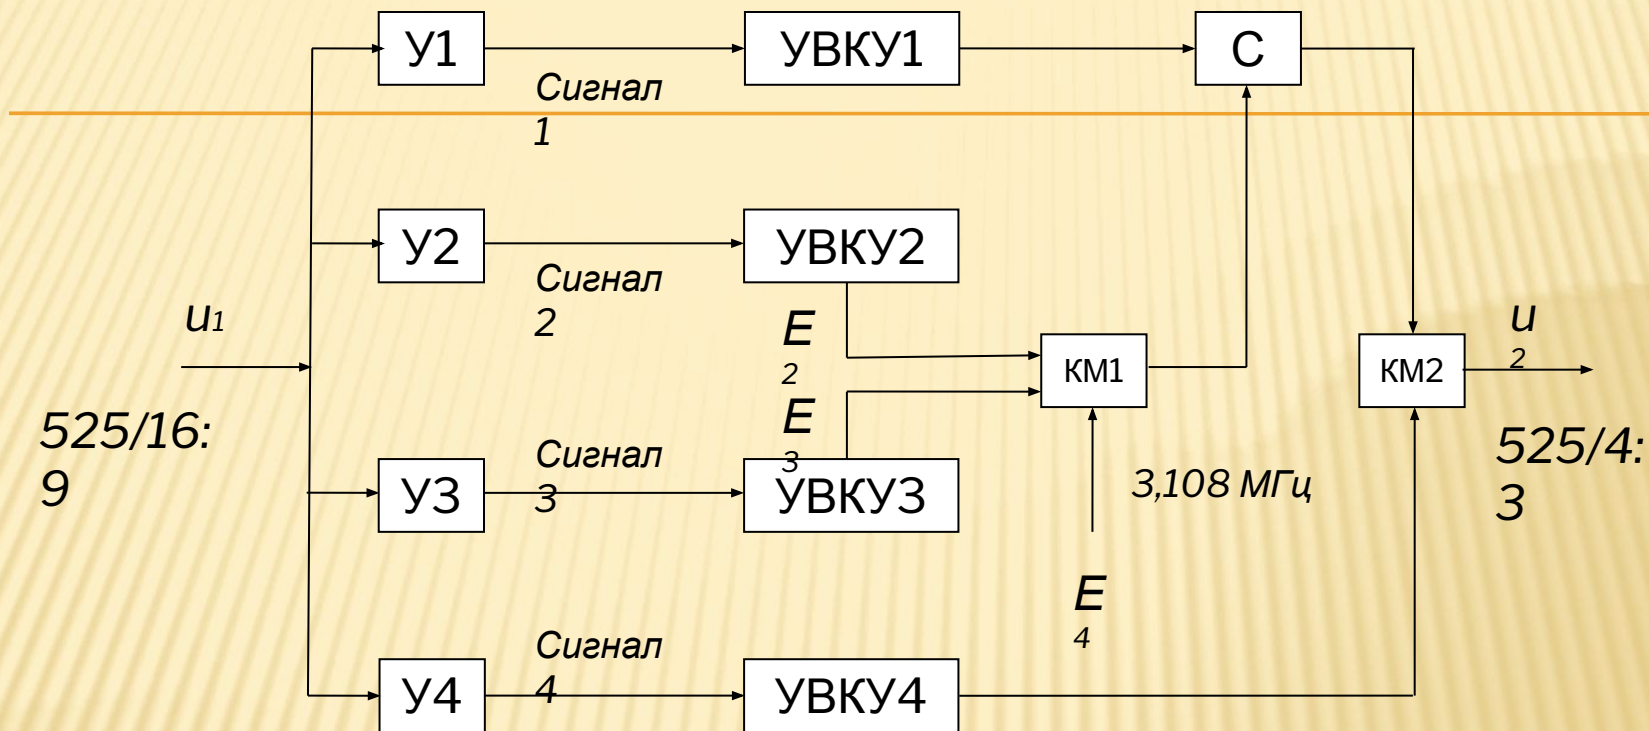 У1
УВКУ1
С
Сигнал
1
У2
УВКУ2
Сигнал
2
u1
E
2
КМ1
КМ2
u
2
E
3
525/16:
9
525/4:
3
У3
Сигнал
3
УВКУ3
3,108 МГц
E
4
У4
Сигнал
4
УВКУ4